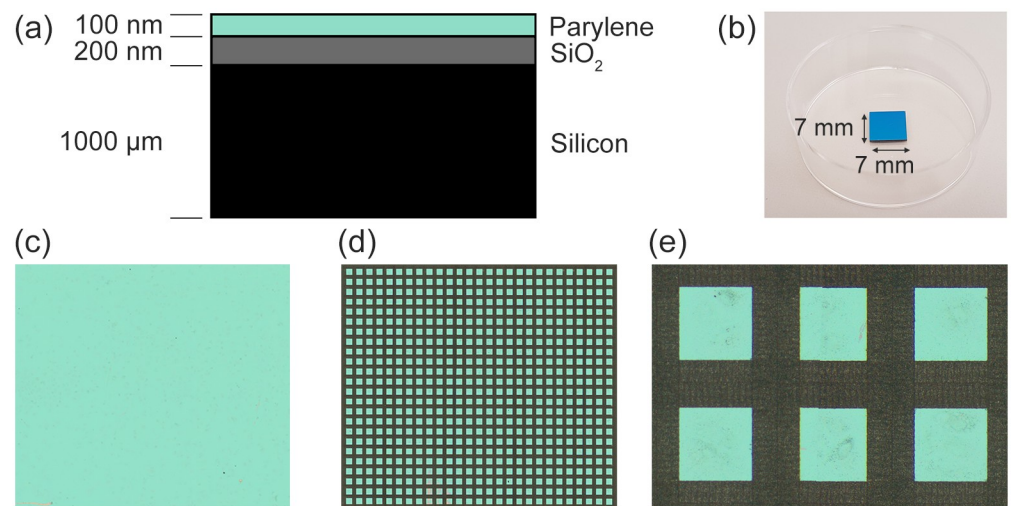 (a)
100 nm
200 nm
1000 µm
Parylene
SiO₂
Silicon
(b)
7 mm
7 mm
(c)
(d)
(e)